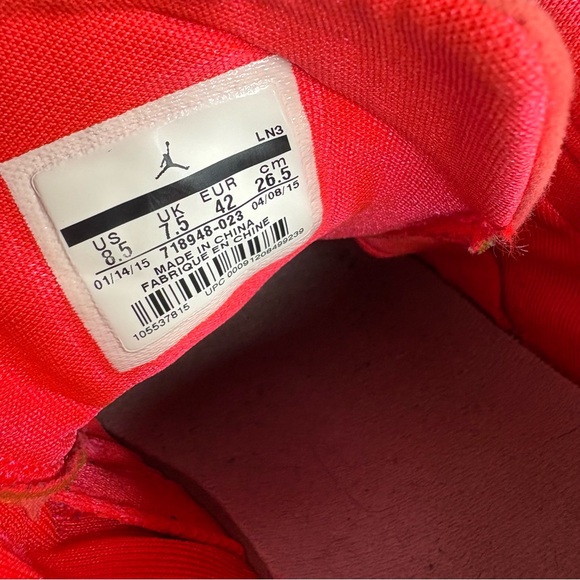 LN3
US UK EUR cm
8.5 7.5 42 26.5
01/14/15 718948-023 04/08/15
MADE IN CHINA
FABRIQUE EN CHINE
UPC 00091208499239
105537815